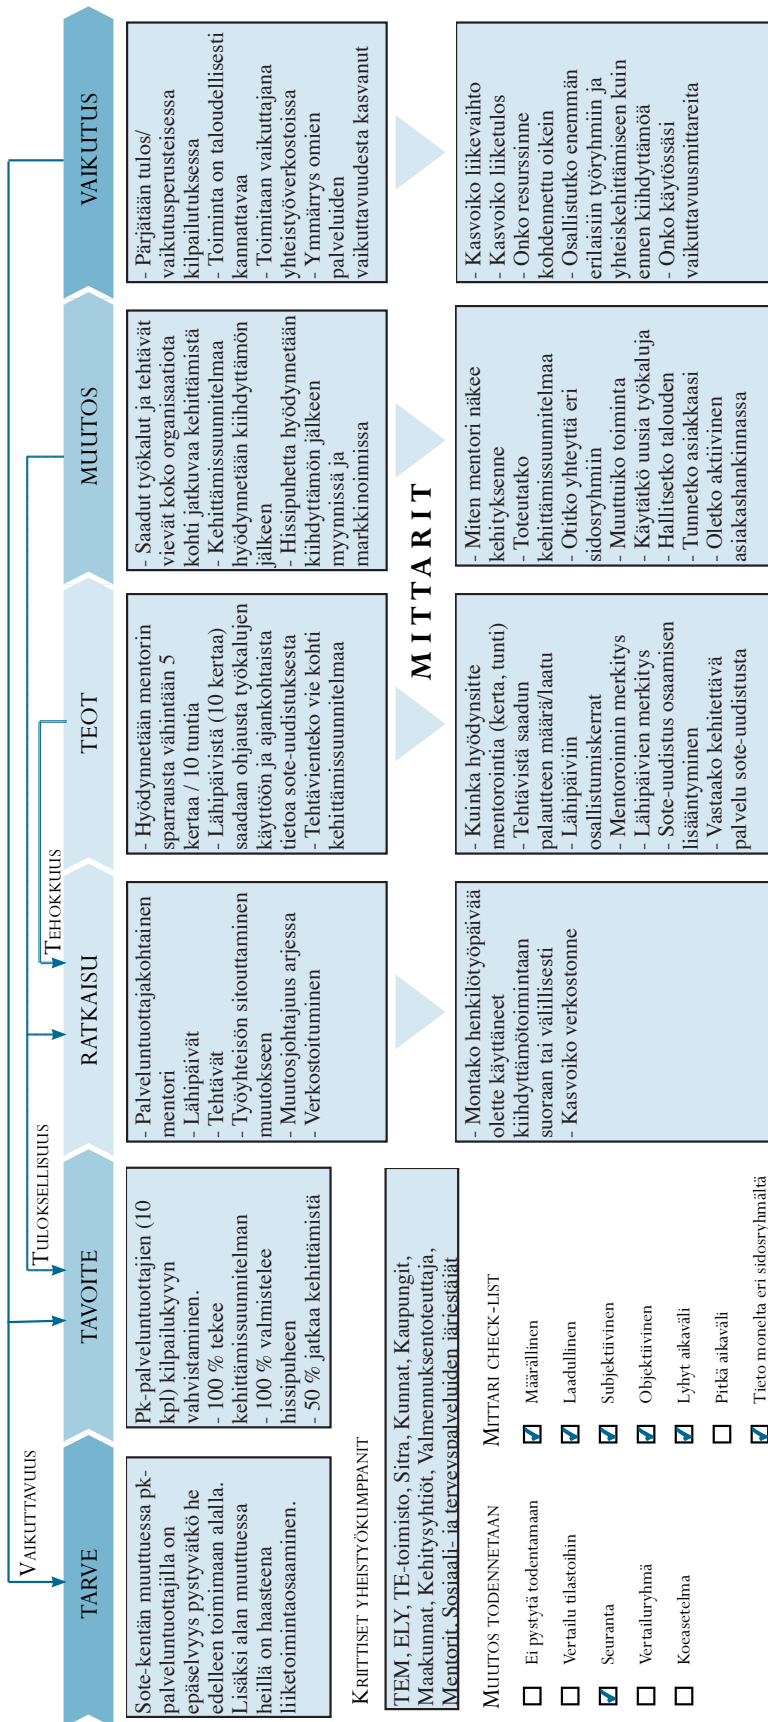 VAIKUTTAVUUS
TULOKSELLISUUS
TEHOKKUUS
TARVE
TAVOITE
RATKAISU
TEOT
MUUTOS
VAIKUTUS
Sote-kentän muuttuessa pk-
palveluntuottajilla on
epäselvyys pystyvätkö he
edelleen toimimaan alalla.
Lisäksi alan muuttuessa
heillä on haasteena
liiketoimintaosaaminen.
Pk-palveluntuottajien (10
kpl) kilpailukyvyn
vahvistaminen.
- 100 % tekee
kehittämissuunnitelman
- 100 % valmistelee
hissipuheen
- 50 % jatkaa kehittämistä
- Palveluntuottajakohtainen
mentori
- Lähipäivät
- Tehtävät
- Työyhteisön sitouttaminen
muutokseen
- Muutosjohtajuus arjessa
- Verkostoituminen
- Hyödynnetään mentorin
sparrausta vähintään 5
kertaa / 10 tuntia
- Lähipäivistä (10 kertaa)
saadaan ohjausta työkalujen
käyttöön ja ajankohtaista
tietoa sote-uudistuksesta
- Tehtävienteko vie kohti
kehittämissuunnitelmaa
- Saadut työkalut ja tehtävät
vievät koko organisaatiota
kohti jatkuvaa kehittämistä
- Kehittämissuunnitelmaa
hyödynnetään kiihdyttämön
jälkeen
- Hissipuhetta hyödynnetään
kiihdyttämön jälkeen
myynnissä ja
markkinoinnissa
- Pärjätään tulos/
vaikutusperusteisessa
kilpailutuksessa
- Toiminta on taloudellisesti
kannattavaa
- Toimitaan vaikuttajana
yhteistyöverkostoissa
- Ymmärrys omien
palveluiden
vaikuttavuudesta kasvanut
MITTARIT
KRIITTISET YHEISTYÖKUMPPANIT
TEM, ELY, TE-toimisto, Sitra, Kunnat, Kaupungit,
Maakunnat, Kehitysyhtiöt, Valmennuksentoteuttaja,
Mentorit, Sosiaali- ja terveyspalveluiden järjestäjät
MUUTOS TODENNETAAN
Ei pystytä todentamaan
Vertailu tilastoihin
Seuranta
Vertailuryhmä
Koeasetelma
MITTARI CHECK-LIST
Määrällinen
Laadullinen
Subjektiivinen
Objektiivinen
Lyhyt aikaväli
Pitkä aikaväli
Tieto monelta eri sidosryhmältä
- Montako henkilötyöpäivää
olette käyttäneet
kiihdyttämötoimintaan
suoraan tai välillisesti
- Kasvoiko verkostonne
- Kuinka hyödynsitte
mentorointia (kerta, tunti)
- Tehtävistä saadun
palautteen määrä/laatu
- Lähipäiviin
osallistumiskerrat
- Mentoroinnin merkitys
- Lähipäivien merkitys
- Sote-uudistus osaamisen
lisääntyminen
- Vastaako kehitettävä
palvelu sote-uudistusta
- Miten mentori näkee
kehityksenne
- Toteutatko
kehittämissuunnitelmaa
- Otitko yhteyttä eri
sidosryhmiin
- Muuttuiko toiminta
- Käytätkö uusia työkaluja
- Hallitsetko talouden
- Tunnetko asiakkaasi
- Oletko aktiivinen
asiakashankinnassa
- Kasvoiko liikevaihto
- Kasvoiko liiketulos
- Onko resurssinne
kohdennettu oikein
- Osallistutko enemmän
erilaisiin työryhmiin ja
yhteiskehittämiseen kuin
ennen kiihdyttämöä
- Onko käytössäsi
vaikuttavuusmittareita